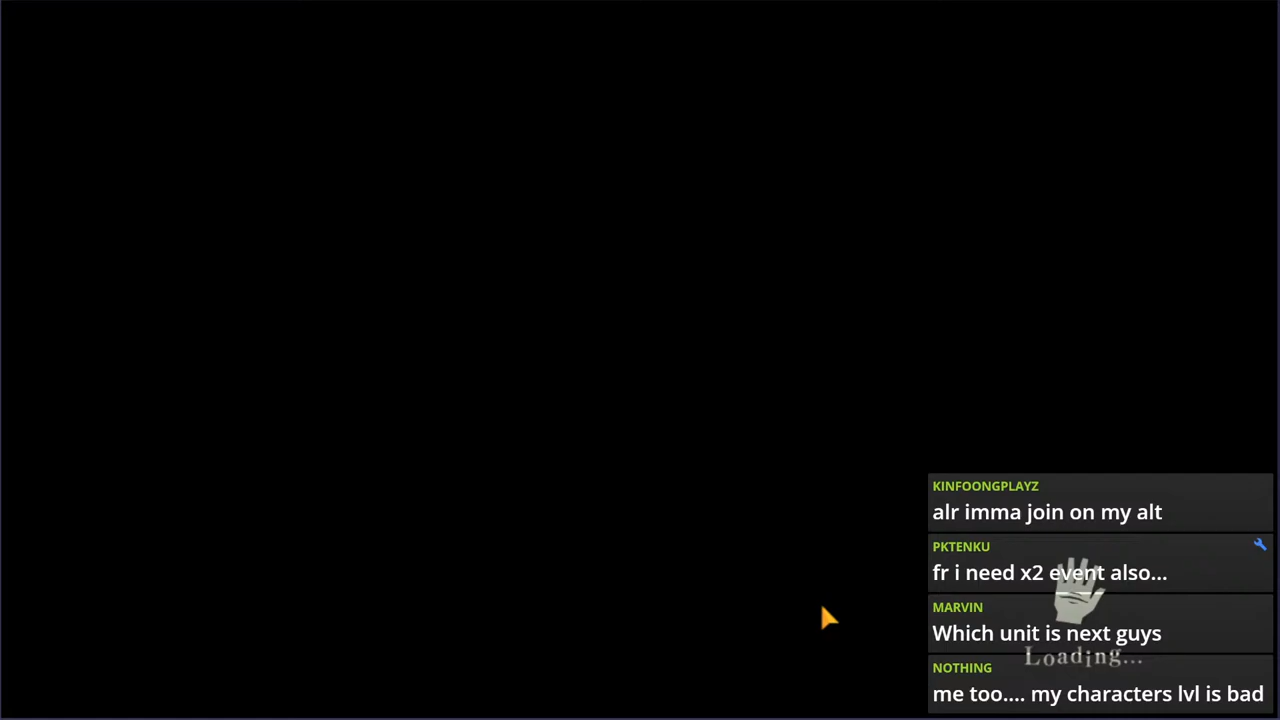 KINFOONGPLAYZ
alr imma join on my alt
PKTENKU
fr i need x2 event also...
MARVIN
Which unit is next guys
Loading...
NOTHING
me too.... my characters lvl is bad